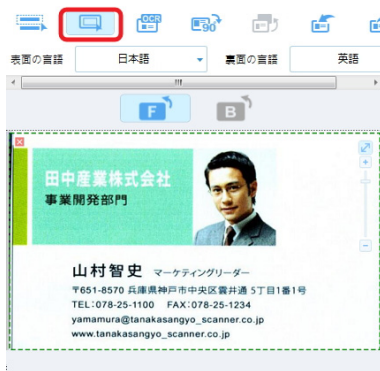 OCR
90°
表面の言語 日本語 裏面の言語 英語
F B
田中産業株式会社
事業開発部門
山村智史 マーケティングリーダー
〒651-8570 兵庫県神戸市中央区雲井通 5丁目1番1号
TEL:078-25-1100 FAX:078-25-1234
yamamura@tanakasangyo_scanner.co.jp
www.tanakasangyo_scanner.co.jp